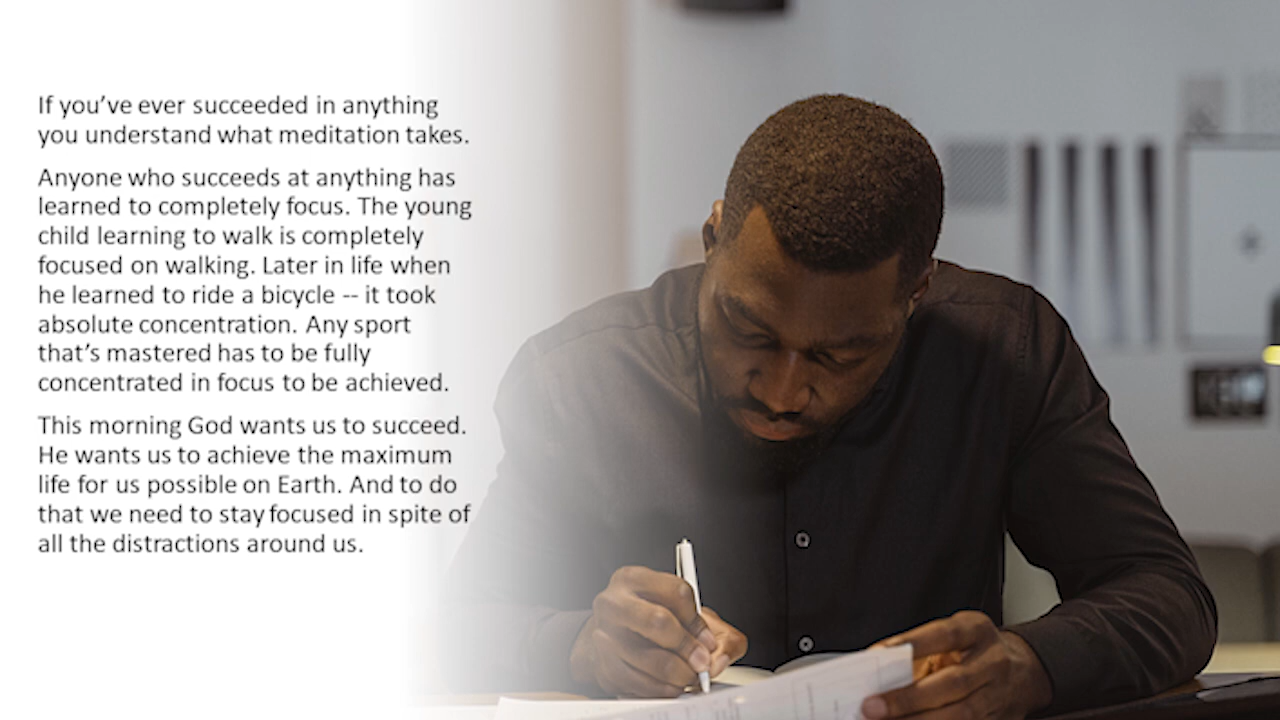 If you’ve ever succeeded in anything
you understand what meditation takes.
Anyone who succeeds at anything has
learned to completely focus. The young
child learning to walk is completely
focused on walking. Later in life when
he learned to ride a bicycle -- it took
absolute concentration. Any sport
that’s mastered has to be fully
concentrated in focus to be achieved.
This morning God wants us to succeed.
He wants us to achieve the maximum
life for us possible on Earth. And to do
that we need to stay focused in spite of
all the distractions around us.